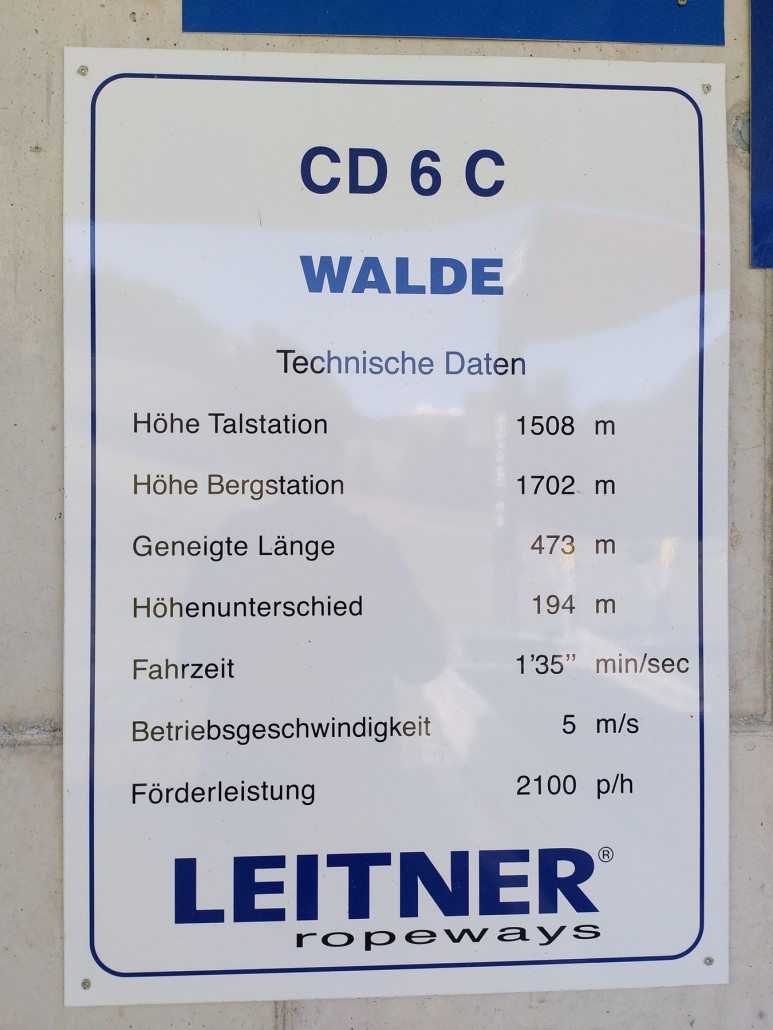 CD 6 C
WALDE
Technische Daten
Höhe Talstation 1508 m
Höhe Bergstation 1702 m
Geneigte Länge 473 m
Höhenunterschied 194 m
Fahrzeit 1'35" min/sec
Betriebsgeschwindigkeit 5 m/s
Förderleistung 2100 p/h
LEITNER®
ropeways